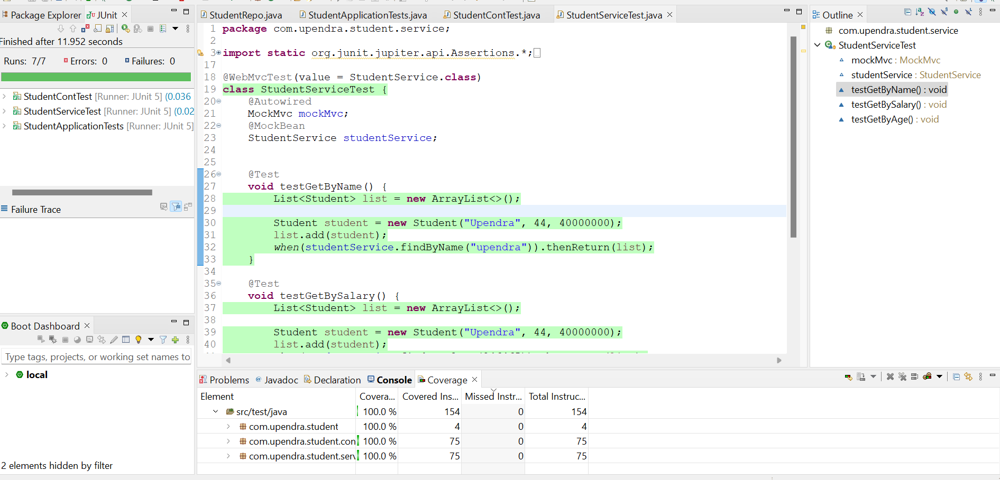 Package Explorer JUnit
Finished after 11.952 seconds
Runs: 7/7 Errors: 0 Failures: 0
StudentContTest [Runner: JUnit 5] (0.036
StudentServiceTest [Runner: JUnit 5] (0.02
StudentApplicationTests [Runner: JUnit 5]
Failure Trace
Boot Dashboard
Type tags, projects, or working set names to
local
2 elements hidden by filter
StudentRepo.java StudentApplicationTests.java StudentContTest.java StudentServiceTest.java
1 package com.upendra.student.service;
2
3 import static org.junit.jupiter.api.Assertions.*;
17
18 @WebMvcTest(value = StudentService.class)
19 class StudentServiceTest {
20 @Autowired
21 MockMvc mockMvc;
22 @MockBean
23 StudentService studentService;
24
25
26 @Test
27 void testGetByName() {
28 List<Student> list = new ArrayList<>();
29
30 Student student = new Student("Upendra", 44, 40000000);
31 list.add(student);
32 when(studentService.findByName("upendra")).thenReturn(list);
33 }
34
35 @Test
36 void testGetBySalary() {
37 List<Student> list = new ArrayList<>();
38
39 Student student = new Student("Upendra", 44, 40000000);
40 list.add(student);
Outline
com.upendra.student.service
StudentServiceTest
mockMvc : MockMvc
studentService : StudentService
testGetByName() : void
testGetBySalary() : void
testGetByAge() : void
Problems @ Javadoc Declaration Console Coverage
Element Covera... Covered Ins... Missed Instr... Total Instruc...
src/test/java 100.0 % 154 0 154
com.upendra.student 100.0 % 4 0 4
com.upendra.student.con 100.0 % 75 0 75
com.upendra.student.serv 100.0 % 75 0 75